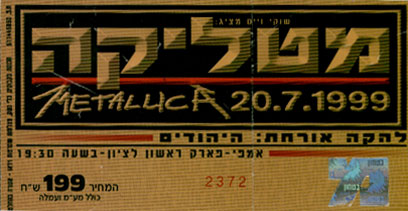 שוקי וייס מציג:
מטליקה
METALLICA 20.7.1999
להקה אורחת: היהודים
אמפי-פארק ראשון לציון-בשעה 19:30
המחיר 199 ש"ח
כולל מע"מ ועמלה
2372
בטחון